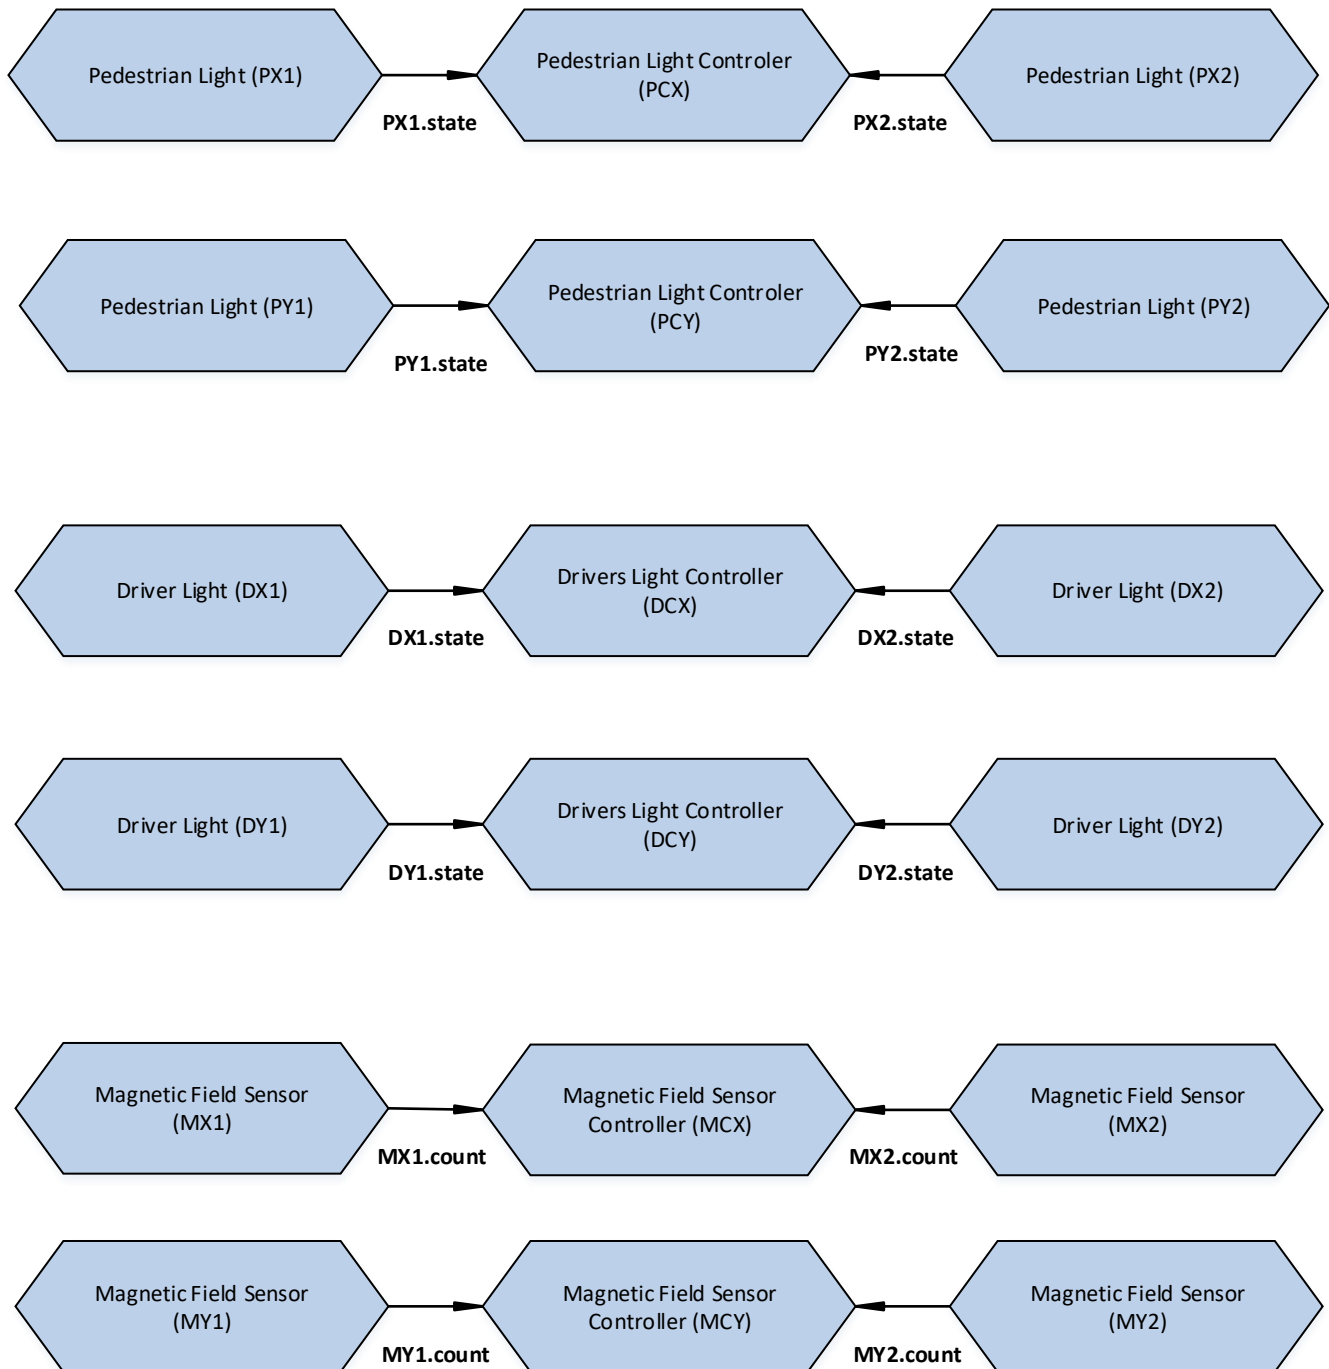 Pedestrian Light (PX1)
Pedestrian Light Controler
(PCX)
Pedestrian Light (PX2)
PX1.state
PX2.state
Pedestrian Light (PY1)
Pedestrian Light Controler
(PCY)
Pedestrian Light (PY2)
PY1.state
PY2.state
Driver Light (DX1)
Drivers Light Controller
(DCX)
Driver Light (DX2)
DX1.state
DX2.state
Driver Light (DY1)
Drivers Light Controller
(DCY)
Driver Light (DY2)
DY1.state
DY2.state
Magnetic Field Sensor
(MX1)
Magnetic Field Sensor
Controller (MCX)
Magnetic Field Sensor
(MX2)
MX1.count
MX2.count
Magnetic Field Sensor
(MY1)
Magnetic Field Sensor
Controller (MCY)
Magnetic Field Sensor
(MY2)
MY1.count
MY2.count